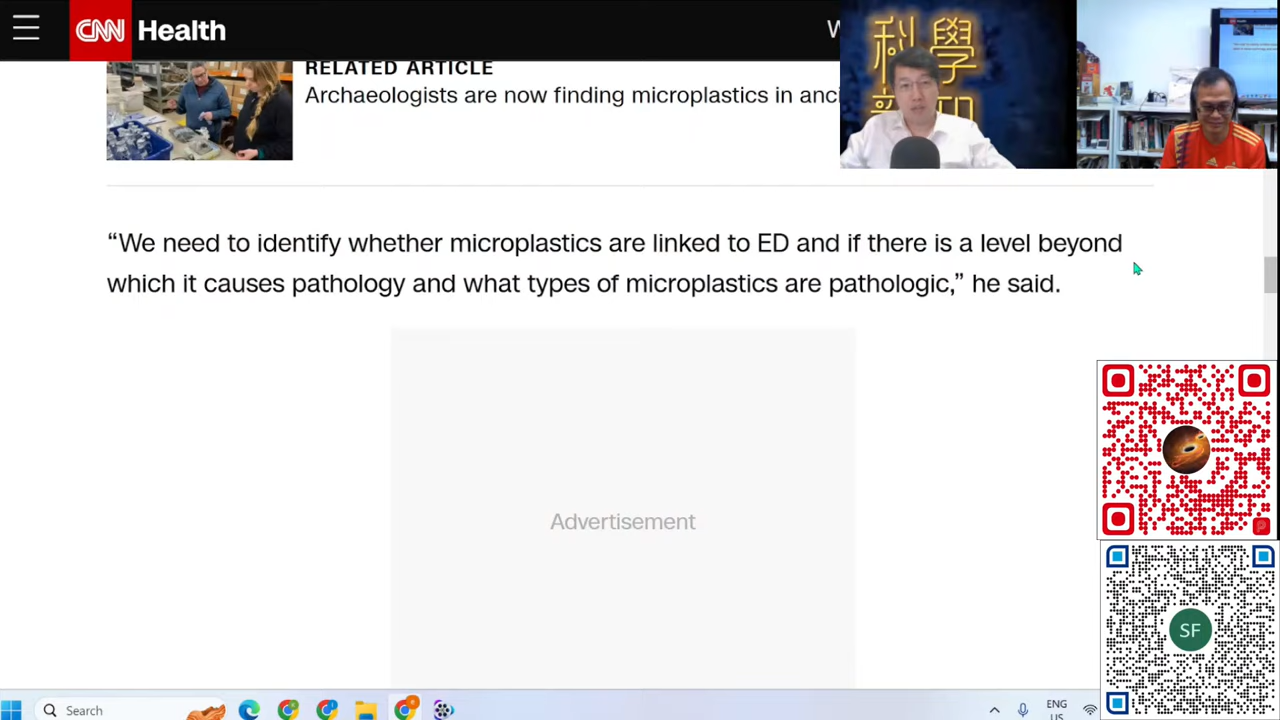 CNN Health
RELATED ARTICLE
Archaeologists are now finding microplastics in anci
科學
“We need to identify whether microplastics are linked to ED and if there is a level beyond
which it causes pathology and what types of microplastics are pathologic,” he said.
Advertisement
SF
Search
ENG
US